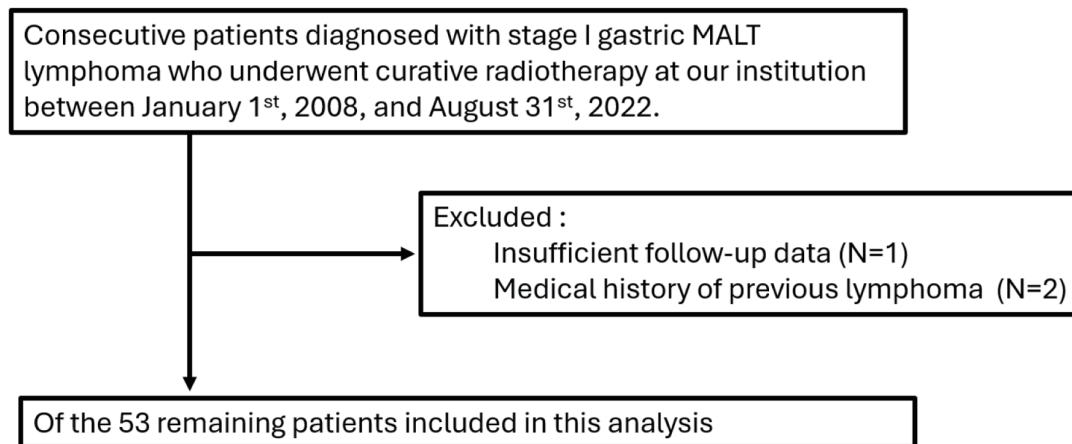 Consecutive patients diagnosed with stage I gastric MALT
lymphoma who underwent curative radiotherapy at our institution
between January 1st, 2008, and August 31st, 2022.
Excluded :
Insufficient follow-up data (N=1)
Medical history of previous lymphoma (N=2)
Of the 53 remaining patients included in this analysis